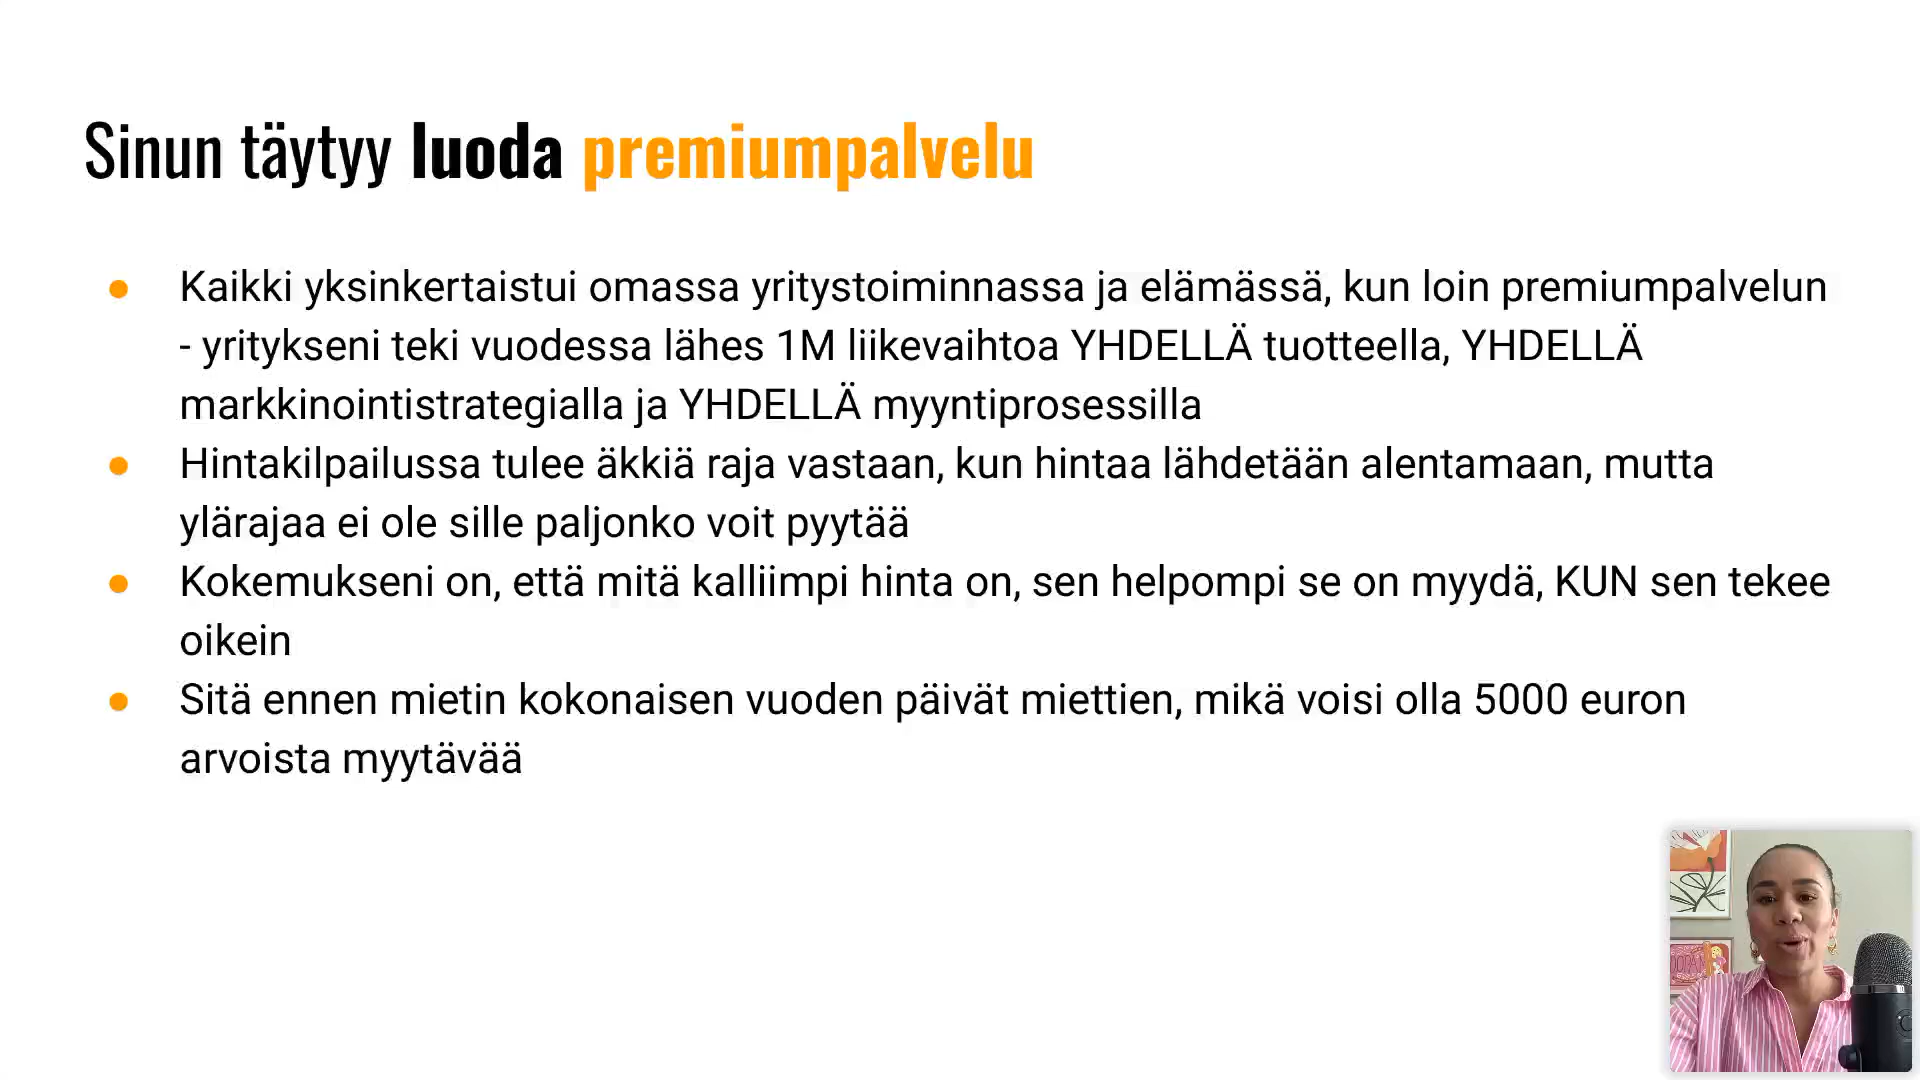 Sinun täytyy luoda premiumpalvelu
● Kaikki yksinkertaistui omassa yritystoiminnassa ja elämässä, kun loin premiumpalvelun
- yritykseni teki vuodessa lähes 1M liikevaihtoa YHDELLÄ tuotteella, YHDELLÄ
markkinointistrategialla ja YHDELLÄ myyntiprosessilla
● Hintakilpailussa tulee äkkiä raja vastaan, kun hintaa lähdetään alentamaan, mutta
ylärajaa ei ole sille paljonko voit pyytää
● Kokemukseni on, että mitä kalliimpi hinta on, sen helpompi se on myydä, KUN sen tekee
oikein
● Sitä ennen mietin kokonaisen vuoden päivät miettien, mikä voisi olla 5000 euron
arvoista myytävää